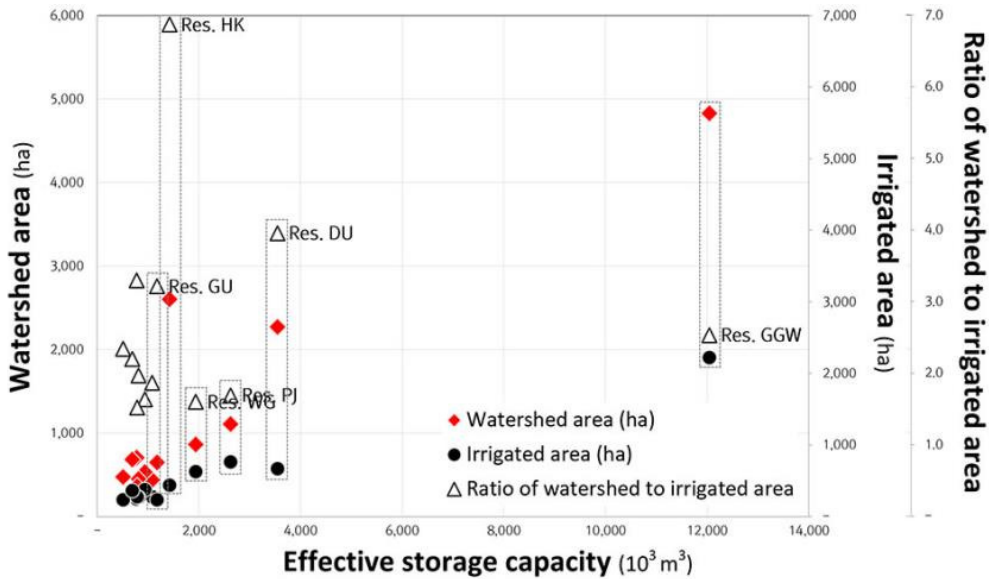 6,000
5,000
4,000
3,000
2,000
1,000
–
Watershed area (ha)
7,000
6,000
5,000
4,000
3,000
2,000
1,000
–
Irrigated area (ha)
7.0
6.0
5.0
4.0
3.0
2.0
1.0
–
Ratio of watershed to irrigated area
Res. HK
Res. DU
Res. GU
Res. GGW
Res. PJ
Res. WG
Watershed area (ha)
Irrigated area (ha)
Ratio of watershed to irrigated area
– 2,000 4,000 6,000 8,000 10,000 12,000 14,000
Effective storage capacity (10³ m³)